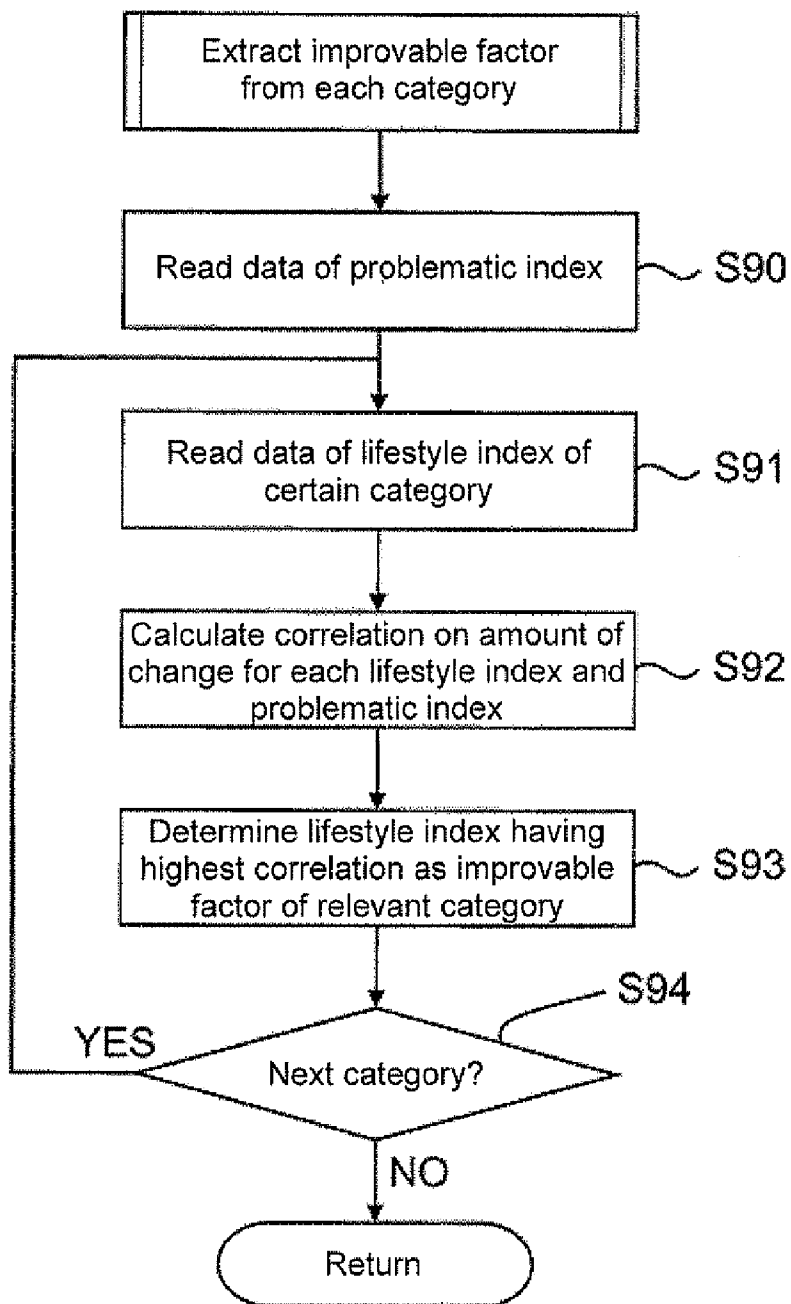 Extract improvable factor
from each category
Read data of problematic index
S90
Read data of lifestyle index of
certain category
S91
Calculate correlation on amount of
change for each lifestyle index and
problematic index
S92
Determine lifestyle index having
highest correlation as improvable
factor of relevant category
S93
S94
YES
Next category?
NO
Return